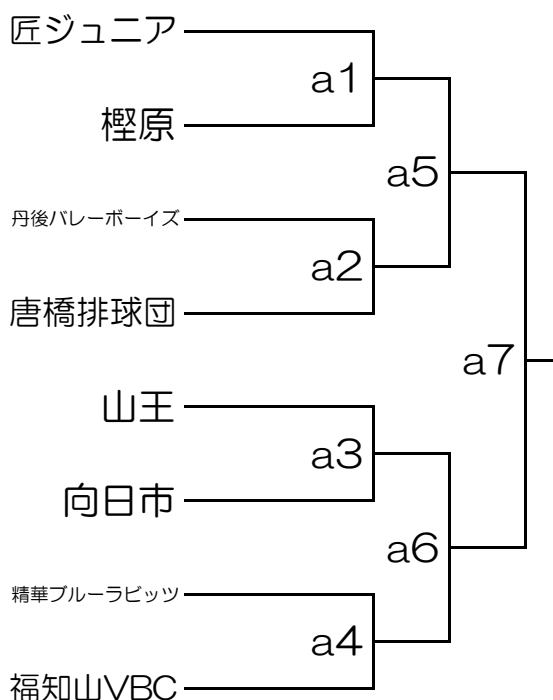 匠ジュニア
a1
樫原
a5
丹後バレーボーイズ
a2
唐橋排球団
a7
山王
a3
向日市
a6
精華ブルーラビッツ
a4
福知山VBC